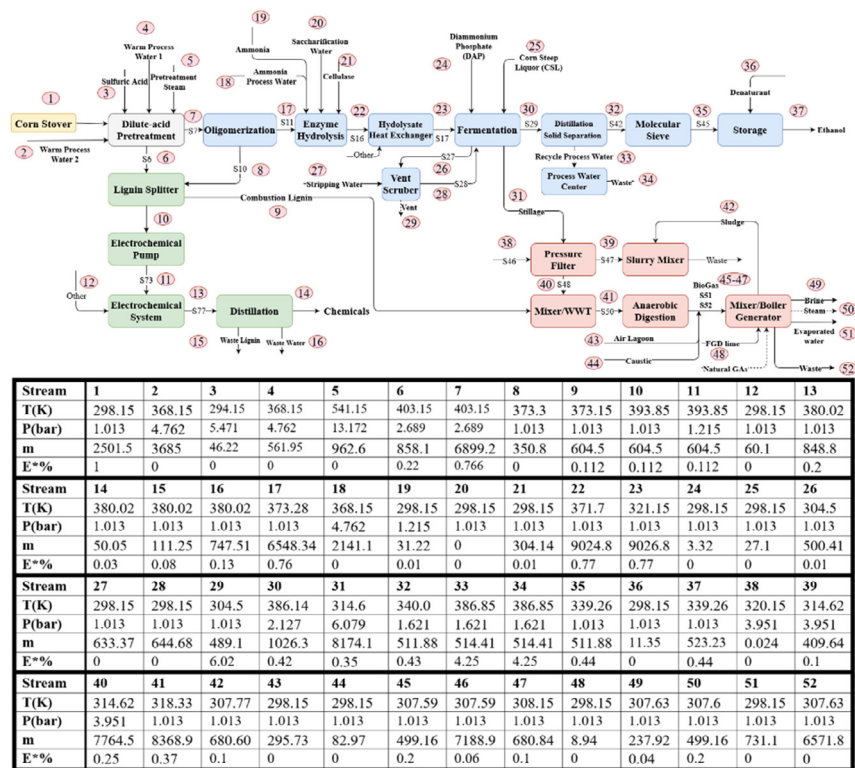 19
20
4
Ammonia
Saccharification
Water
21
Diammonium
Phosphate
(DAP)
25
Corn Steep
Liquor (CSL)
Warm Process
Water 1
5
Pretreatment
Steam
Sulfuric Acid
3
18
Ammonia
Process Water
Cellulase
24
36
Denaturant
1
7
17
22
23
30
32
35
37
Corn Stover
Dilute-acid
Pretreatment
S7
Oligomerization
S11
Enzyme
Hydrolysis
S16
Hydolysate
Heat Exchanger
S17
Fermentation
S29
Distillation
Solid Separation
S42
Molecular
Sieve
S45
Storage
Ethanol
2
Warm Process
Water 2
S6
6
S10
8
Other
27
Stripping Water
S27
26
Vent
Scruber
S28
28
Recycle Process Water
33
Process Water
Center
Waste
34
Lignin Splitter
Combustion Lignin
9
Vent
29
31
Stillage
10
42
Sludge
Electrochemical
Pump
38
S46
Pressure
Filter
39
S47
Slurry Mixer
Waste
12
Other
S73
11
40
S48
BioGas
S51
S52
45-47
Electrochemical
System
13
S77
Distillation
14
Chemicals
Mixer/WWT
41
S50
Anaerobic
Digestion
Mixer/Boiler
Generator
49
Brine
Steam
50
Evaporated
water
51
15
Waste Lignin
Waste Water
16
43
Air Lagoon
44
Caustic
FGD lime
48
Natural GAs
Waste
52
Stream 1 2 3 4 5 6 7 8 9 10 11 12 13
T(K) 298.15 368.15 294.15 368.15 541.15 403.15 403.15 373.3 373.15 393.85 393.85 298.15 380.02
P(bar) 1.013 4.762 5.471 4.762 13.172 2.689 2.689 1.013 1.013 1.013 1.215 1.013 1.013
m 2501.5 3685 46.22 561.95 962.6 858.1 6899.2 350.8 604.5 604.5 604.5 60.1 848.8
E*% 1 0 0 0 0 0.22 0.766 0 0.112 0.112 0.112 0 0.2
Stream 14 15 16 17 18 19 20 21 22 23 24 25 26
T(K) 380.02 380.02 380.02 373.28 368.15 298.15 298.15 298.15 371.7 321.15 298.15 298.15 304.5
P(bar) 1.013 1.013 1.013 1.013 4.762 1.215 1.013 1.013 1.013 1.013 1.013 1.013 1.013
m 50.05 111.25 747.51 6548.34 2141.1 31.22 0 304.14 9024.8 9026.8 3.32 27.1 500.41
E*% 0.03 0.08 0.13 0.76 0 0.01 0 0.01 0.77 0.77 0 0 0.01
Stream 27 28 29 30 31 32 33 34 35 36 37 38 39
T(K) 298.15 298.15 304.5 386.14 314.6 340.0 386.85 386.85 339.26 298.15 339.26 320.15 314.62
P(bar) 1.013 1.013 1.013 2.127 6.079 1.621 1.621 1.013 1.013 1.013 1.013 3.951 3.951
m 633.37 644.68 489.1 1026.3 8174.1 511.88 514.41 514.41 511.88 11.35 523.23 0.024 409.64
E*% 0 0 6.02 0.42 0.35 0.43 4.25 4.25 0.44 0 0.44 0 0.1
Stream 40 41 42 43 44 45 46 47 48 49 50 51 52
T(K) 314.62 318.33 307.77 298.15 298.15 307.59 307.59 308.15 298.15 307.63 307.6 298.15 307.63
P(bar) 3.951 1.013 1.013 1.013 1.013 1.013 1.013 1.013 1.013 1.013 1.013 1.013 1.013
m 7764.5 8368.9 680.60 295.73 82.97 499.16 7188.9 680.84 8.94 237.92 499.16 731.1 6571.8
E*% 0.25 0.37 0.1 0 0 0.2 0.06 0.1 0 0.04 0.2 0 0